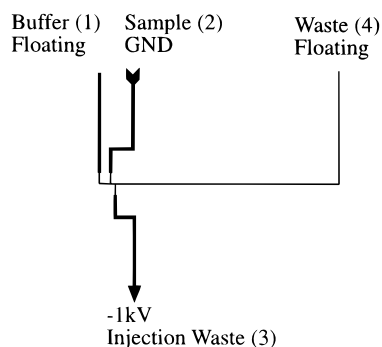 Buffer (1)
Floating
Sample (2)
GND
Waste (4)
Floating
-1kV
Injection Waste (3)